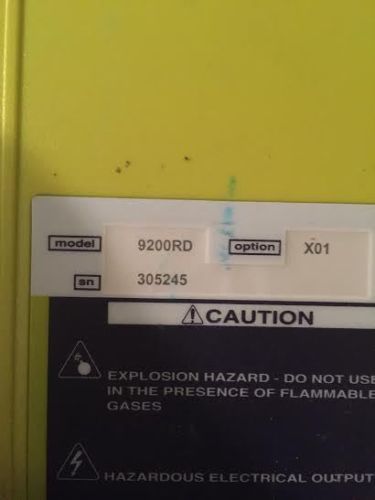 model 9200RD option X01
sn 305245
CAUTION
EXPLOSION HAZARD - DO NOT USE
IN THE PRESENCE OF FLAMMABLE
GASES
HAZARDOUS ELECTRICAL OUTPUT